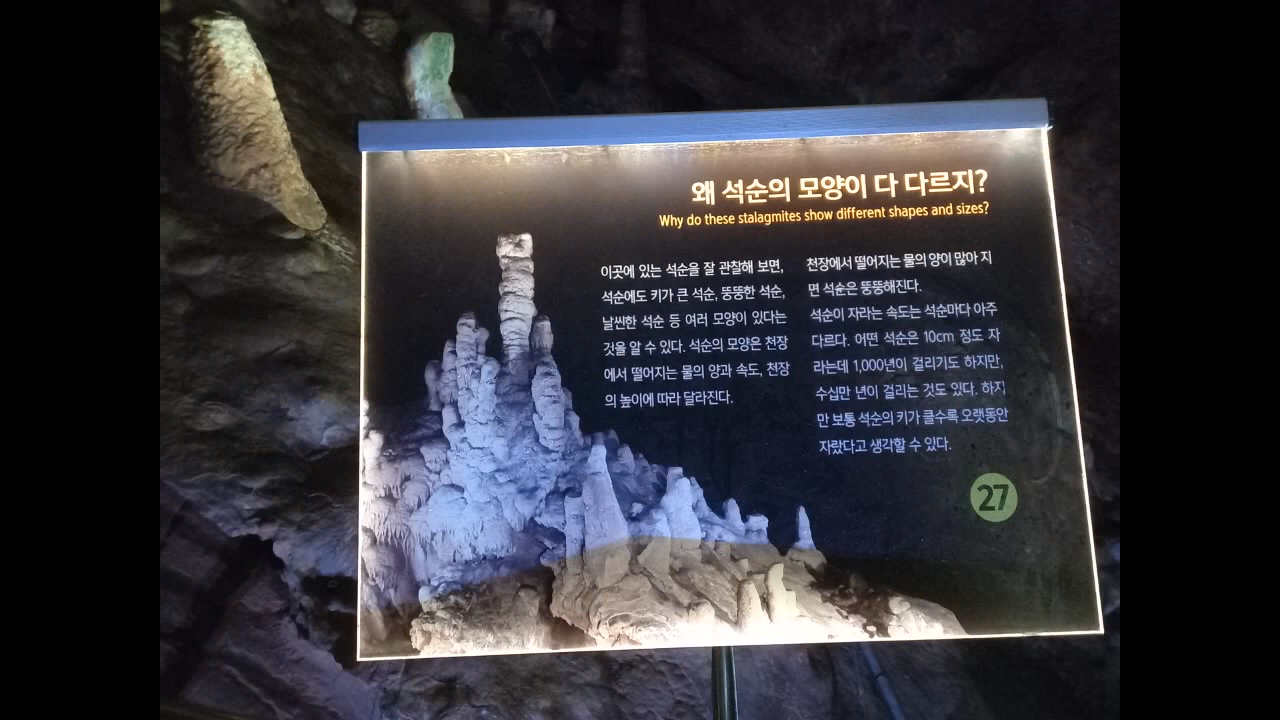 왜 석순의 모양이 다 다르지?
Why do these stalagmites show different shapes and sizes?
이곳에 있는 석순을 잘 관찰해 보면,
석순에도 키가 큰 석순, 뚱뚱한 석순,
날씬한 석순 등 여러 모양이 있다는
것을 알 수 있다. 석순의 모양은 천장
에서 떨어지는 물의 양과 속도, 천장
의 높이에 따라 달라진다.
천장에서 떨어지는 물의 양이 많아 지
면 석순은 뚱뚱해진다.
석순이 자라는 속도는 석순마다 아주
다르다. 어떤 석순은 10cm 정도 자
라는데 1,000년이 걸리기도 하지만,
수십만 년이 걸리는 것도 있다. 하지
만 보통 석순의 키가 클수록 오랫동안
자랐다고 생각할 수 있다.
27